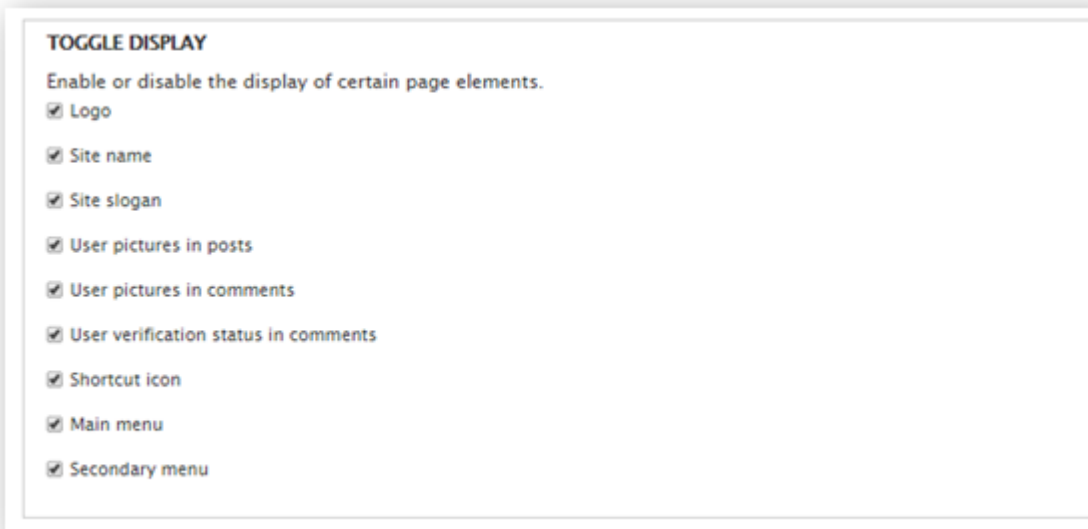 TOGGLE DISPLAY
Enable or disable the display of certain page elements.
Logo
Site name
Site slogan
User pictures in posts
User pictures in comments
User verification status in comments
Shortcut icon
Main menu
Secondary menu